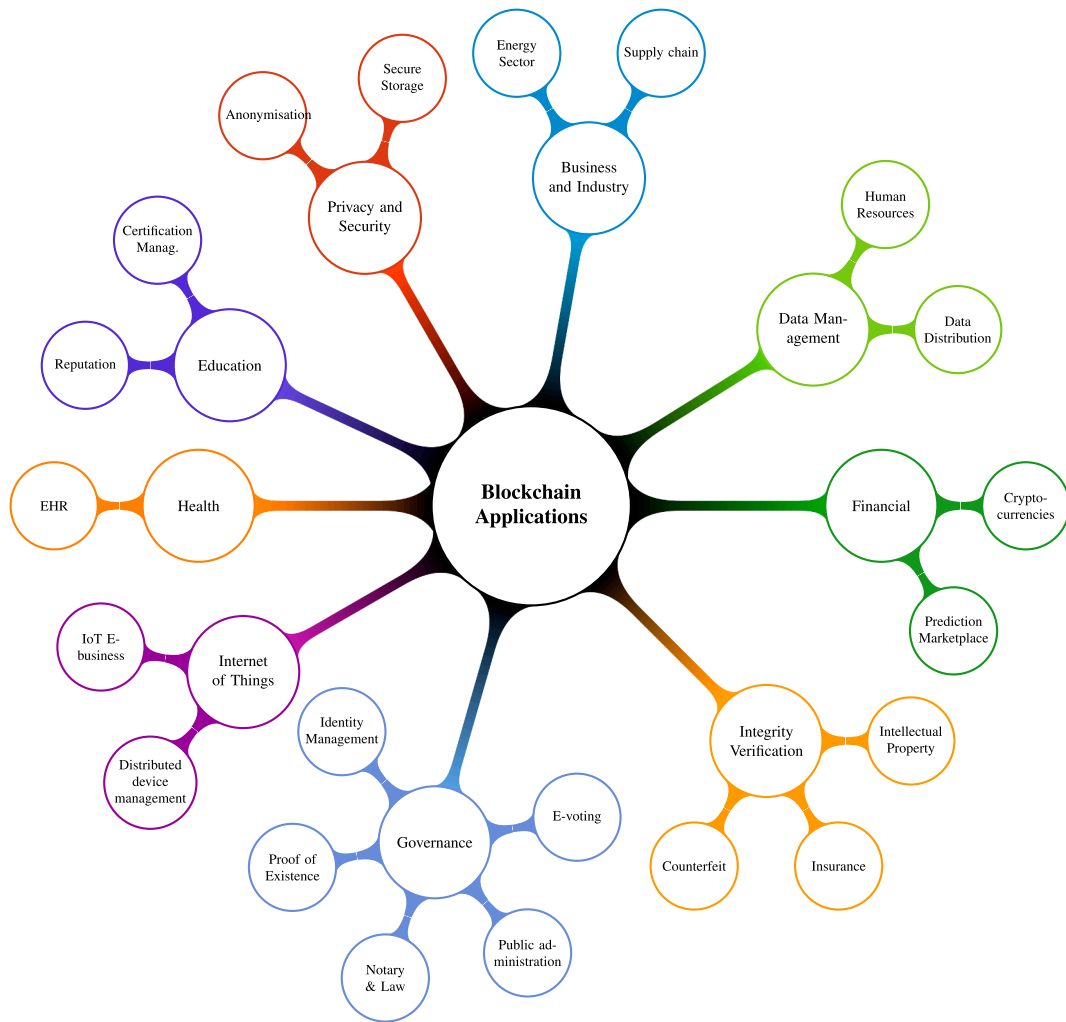 Energy
Sector
Supply chain
Secure
Storage
Anonymisation
Business
and Industry
Privacy and
Security
Human
Resources
Certification
Manag.
Data Man-
agement
Data
Distribution
Reputation
Education
Blockchain
Applications
EHR
Health
Financial
Crypto-
currencies
Prediction
Marketplace
IoT E-
business
Internet
of Things
Distributed
device
management
Identity
Management
Integrity
Verification
Intellectual
Property
Counterfeit
Insurance
Governance
E-voting
Proof of
Existence
Notary
& Law
Public ad-
ministration